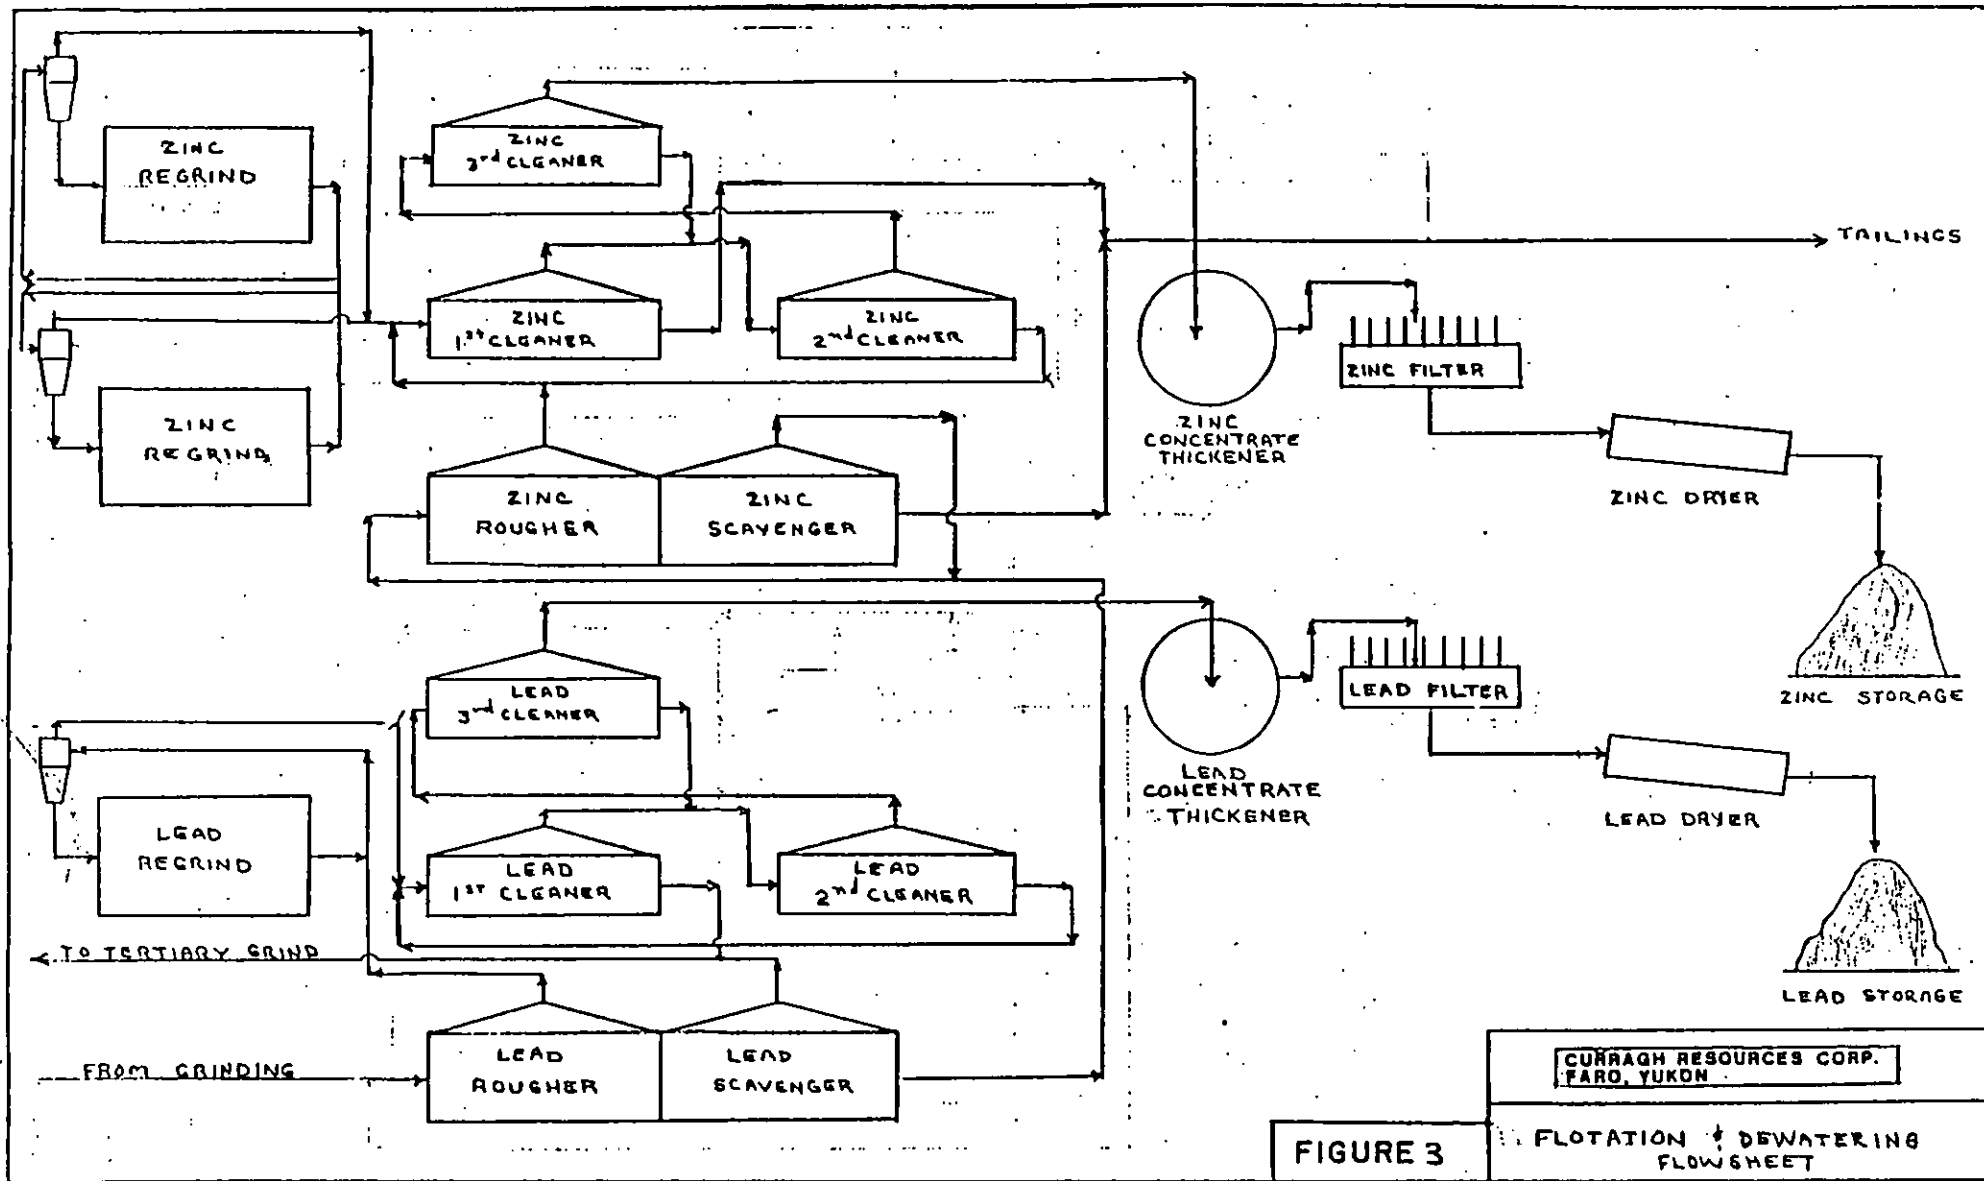 ZINC
REGRIND
ZINC
3rd CLEANER
TAILINGS
ZINC
1st CLEANER
ZINC
2nd CLEANER
ZINC FILTER
ZINC
CONCENTRATE
THICKENER
ZINC
REGRIND
ZINC DRYER
ZINC
ROUGHER
ZINC
SCAVENGER
ZINC STORAGE
LEAD
3nd CLEANER
LEAD FILTER
LEAD
CONCENTRATE
THICKENER
LEAD DRYER
LEAD
REGRIND
LEAD
1ST CLEANER
LEAD
2nd CLEANER
TO TERTIARY GRIND
LEAD STORAGE
FROM GRINDING
LEAD
ROUGHER
LEAD
SCAVENGER
CURRAGH RESOURCES CORP.
FARO, YUKON
FIGURE 3
FLOTATION & DEWATERING
FLOWSHEET